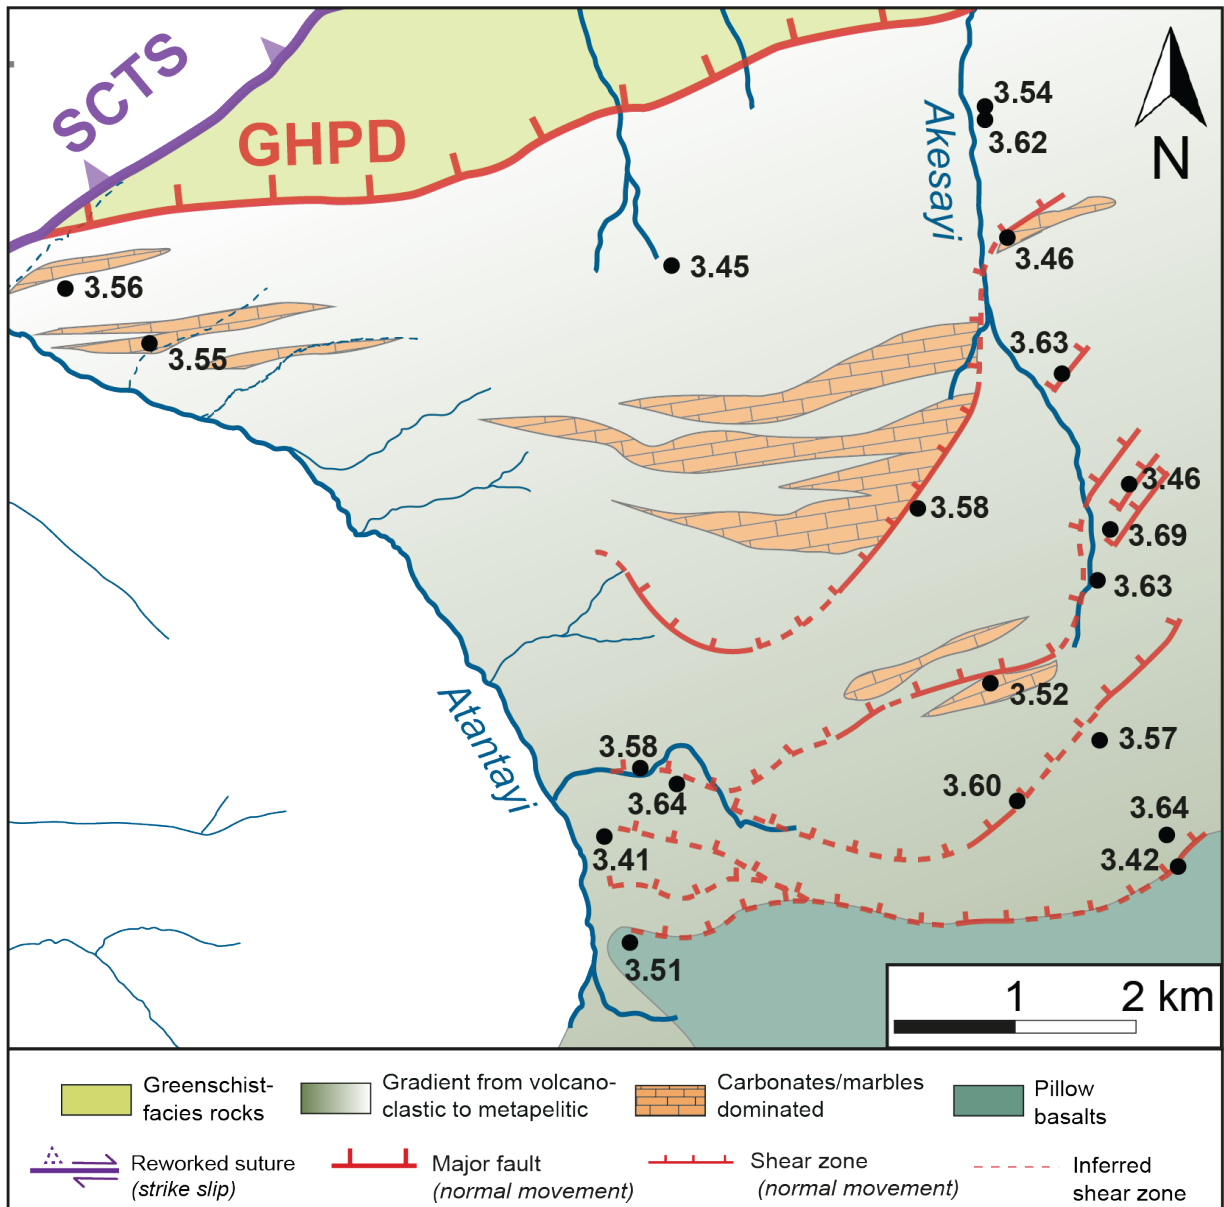 SCTS
GHPD
Akesayi
N
3.54
3.62
3.46
3.45
3.56
3.55
3.63
3.46
3.58
3.69
3.63
3.52
Atantayi
3.58
3.57
3.64
3.60
3.64
3.41
3.42
3.51
1 2 km
Greenschist-
facies rocks
Gradient from volcano-
clastic to metapelitic
Carbonates/marbles
dominated
Pillow
basalts
Reworked suture
(strike slip)
Major fault
(normal movement)
Shear zone
(normal movement)
Inferred
shear zone